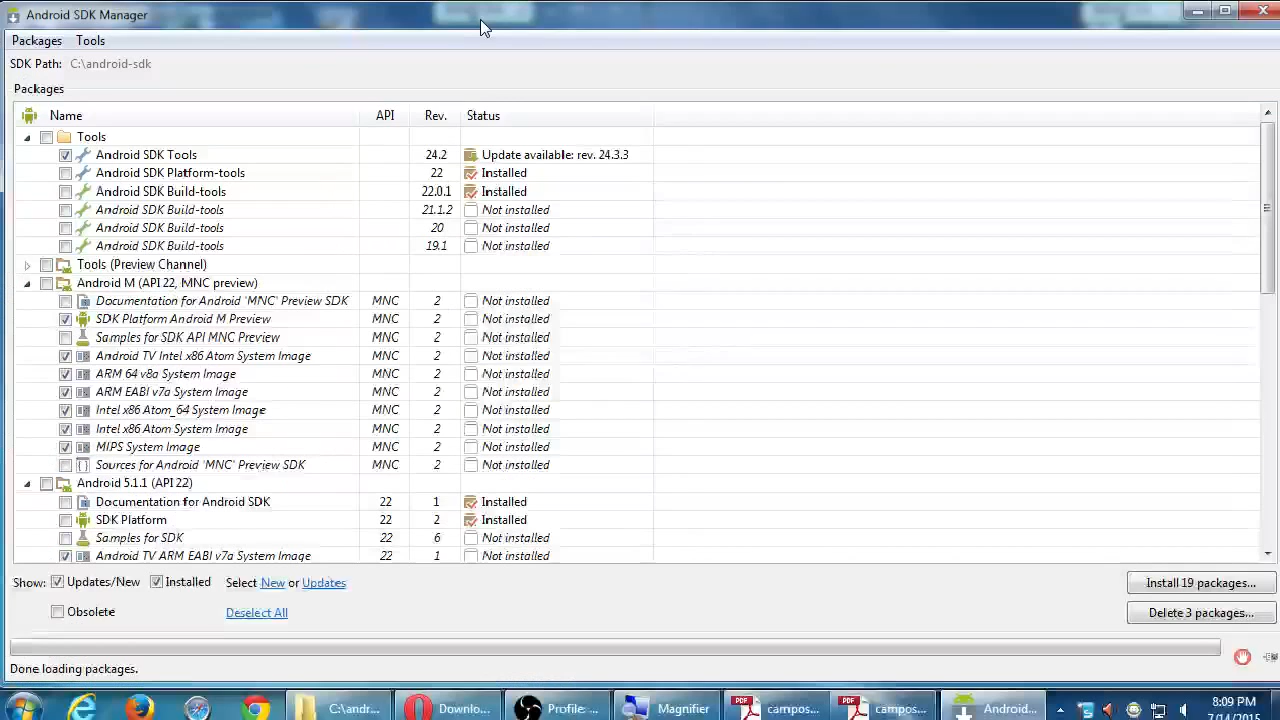 Android SDK Manager
Packages Tools
SDK Path: C:\android-sdk
Packages
Name API Rev. Status
Tools
Android SDK Tools 24.2 Update available: rev. 24.3.3
Android SDK Platform-tools 22 Installed
Android SDK Build-tools 22.0.1 Installed
Android SDK Build-tools 21.1.2 Not installed
Android SDK Build-tools 20 Not installed
Android SDK Build-tools 19.1 Not installed
Tools (Preview Channel)
Android M (API 22, MNC preview)
Documentation for Android 'MNC' Preview SDK MNC 2 Not installed
SDK Platform Android M Preview MNC 2 Not installed
Samples for SDK API MNC Preview MNC 2 Not installed
Android TV Intel x86 Atom System Image MNC 2 Not installed
ARM 64 v8a System Image MNC 2 Not installed
ARM EABI v7a System Image MNC 2 Not installed
Intel x86 Atom_64 System Image MNC 2 Not installed
Intel x86 Atom System Image MNC 2 Not installed
MIPS System Image MNC 2 Not installed
Sources for Android 'MNC' Preview SDK MNC 2 Not installed
Android 5.1.1 (API 22)
Documentation for Android SDK 22 1 Installed
SDK Platform 22 2 Installed
Samples for SDK 22 6 Not installed
Android TV ARM EABI v7a System Image 22 1 Not installed
Show: Updates/New Installed Select New or Updates Install 19 packages...
Obsolete Deselect All Delete 3 packages...
Done loading packages.
C:\andr... Downlo... Profile: ... Magnifier PDF campos... PDF campos... Android... 8:09 PM